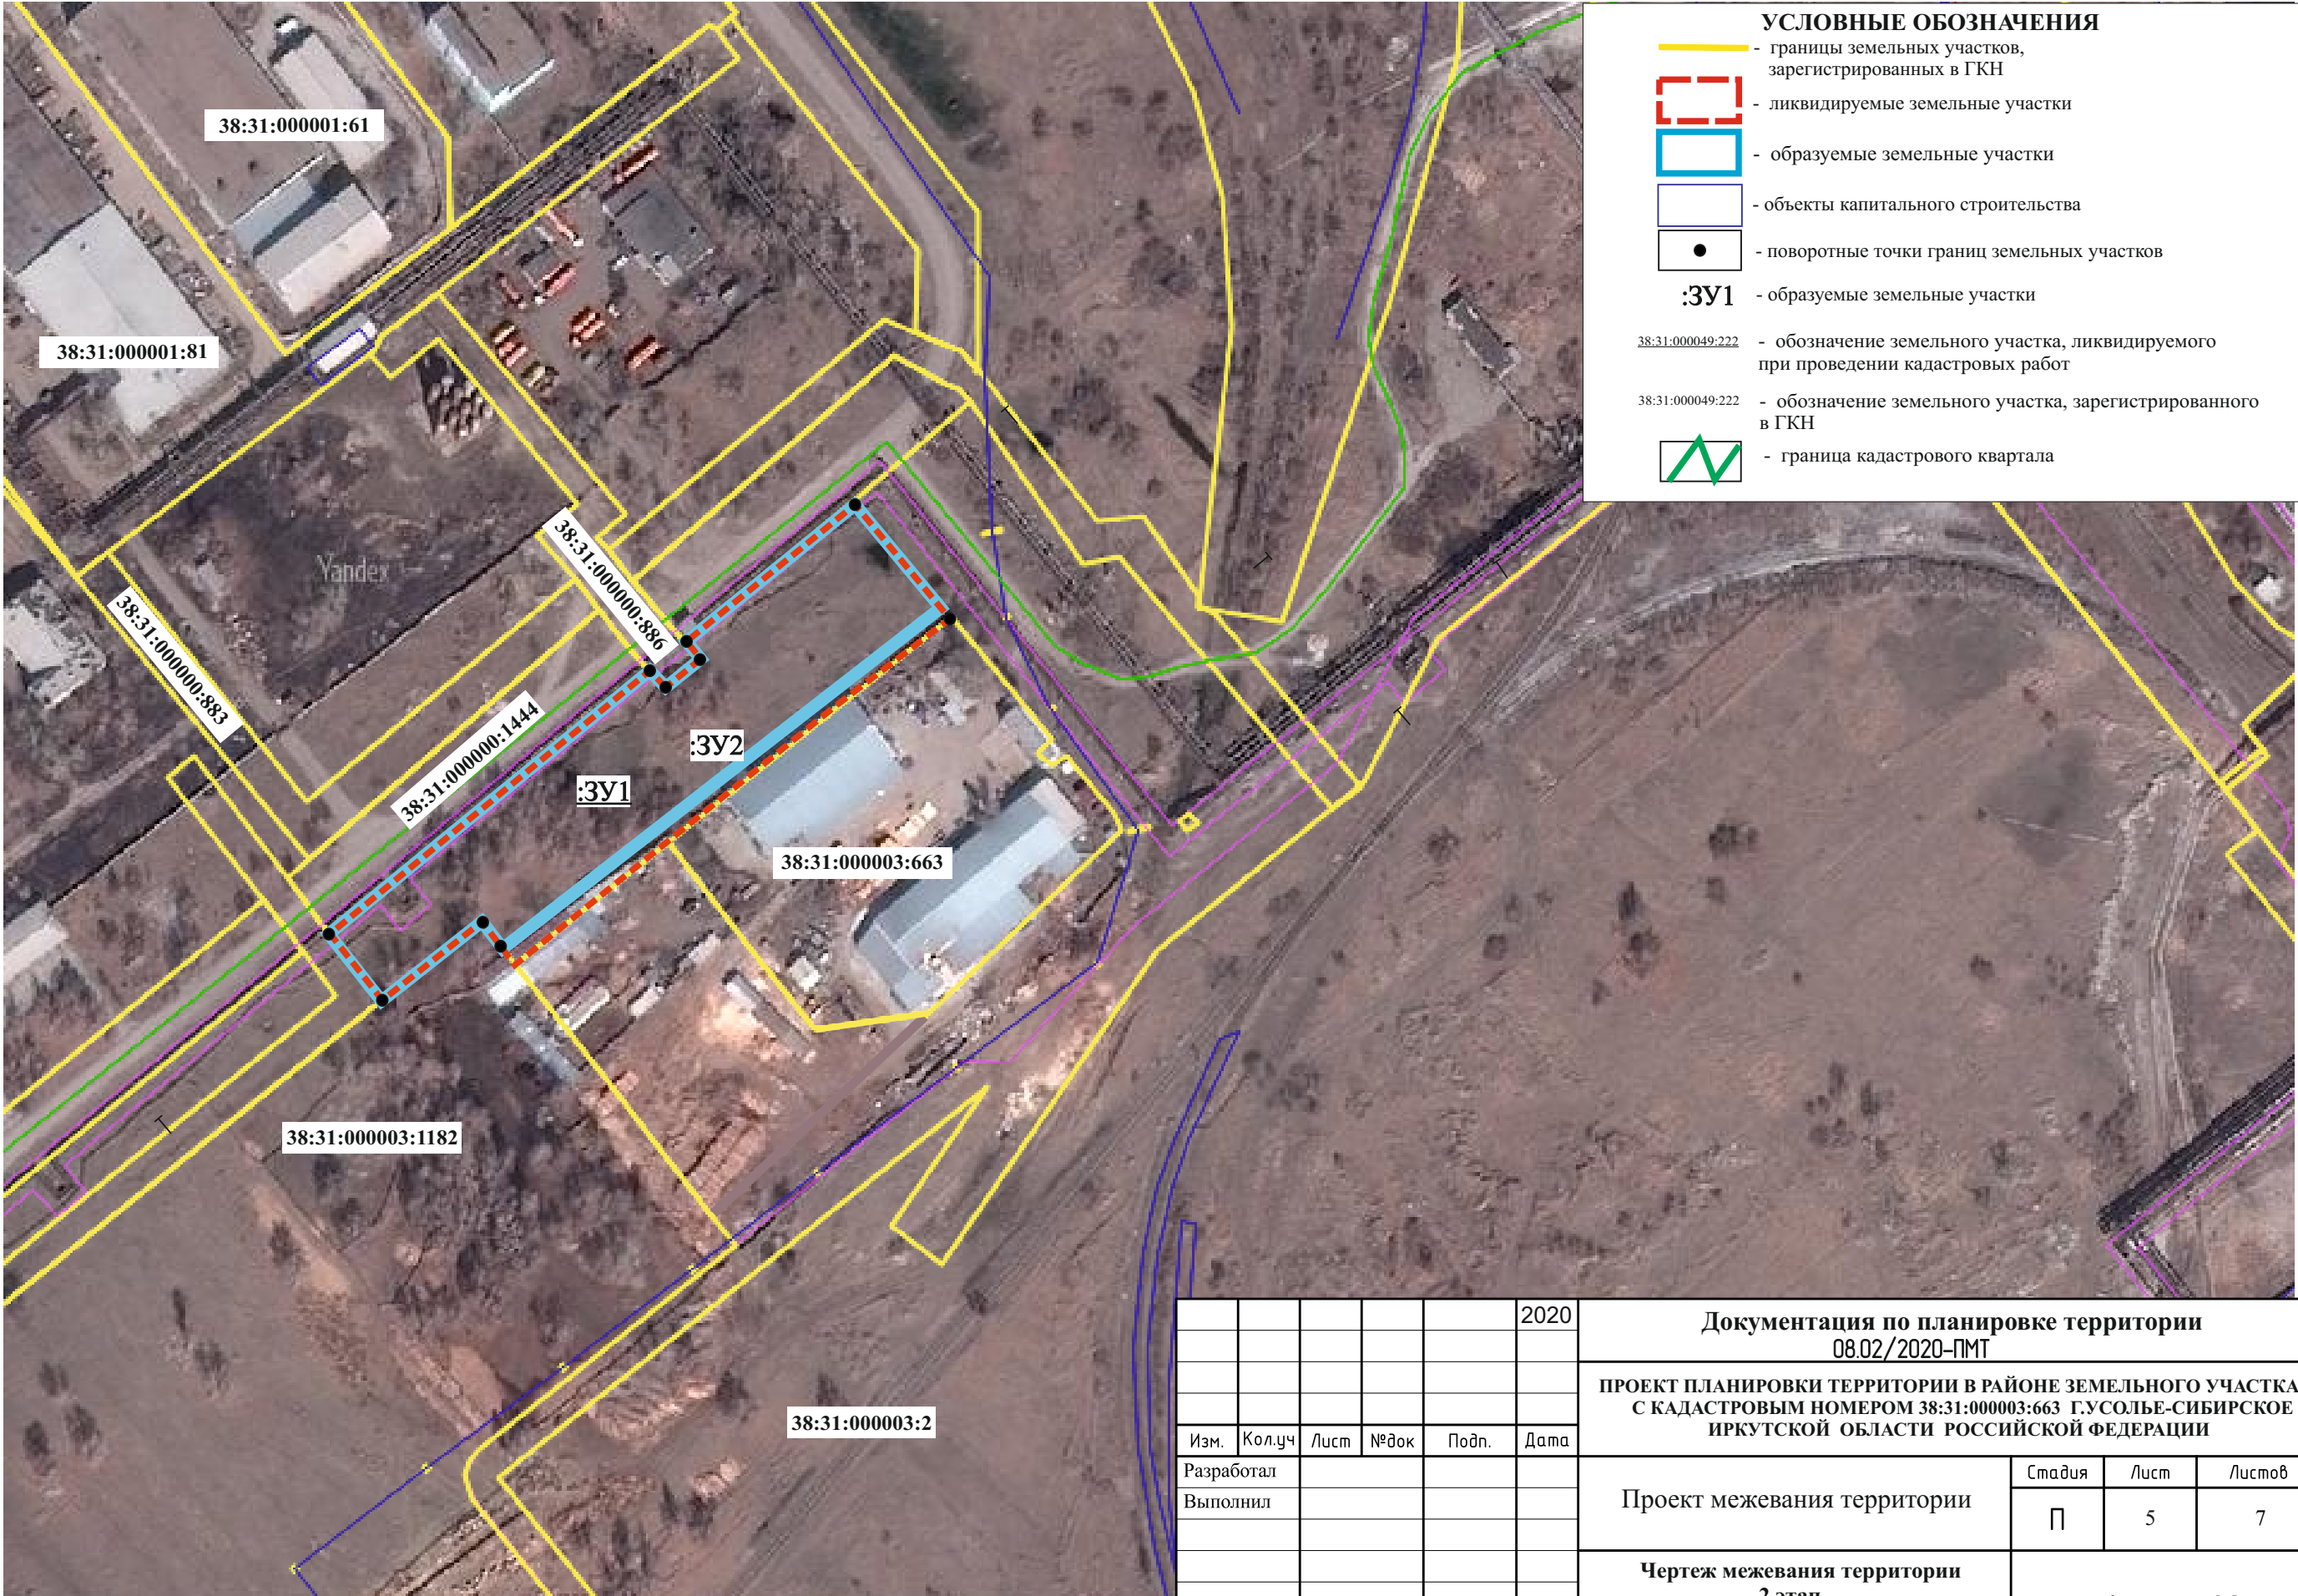 УСЛОВНЫЕ ОБОЗНАЧЕНИЯ
- границы земельных участков,
зарегистрированных в ГКН
- ликвидируемые земельные участки
- образуемые земельные участки
- объекты капитального строительства
- поворотные точки границ земельных участков
:ЗУ1 - образуемые земельные участки
38:31:000049:222 - обозначение земельного участка, ликвидируемого
при проведении кадастровых работ
38:31:000049:222 - обозначение земельного участка, зарегистрированного
в ГКН
- граница кадастрового квартала
38:31:000001:61
38:31:000001:81
Yandex
38:31:000000:886
38:31:000000:883
38:31:000000:1444
:ЗУ2
:ЗУ1
38:31:000003:663
38:31:000003:1182
38:31:000003:2
2020
Документация по планировке территории
08.02/2020-ПМТ
ПРОЕКТ ПЛАНИРОВКИ ТЕРРИТОРИИ В РАЙОНЕ ЗЕМЕЛЬНОГО УЧАСТКА
С КАДАСТРОВЫМ НОМЕРОМ 38:31:000003:663 Г.УСОЛЬЕ-СИБИРСКОЕ
ИРКУТСКОЙ ОБЛАСТИ РОССИЙСКОЙ ФЕДЕРАЦИИ
Изм. Кол.уч Лист №док Подп. Дата
Разработал
Выполнил
Проект межевания территории
Стадия Лист Листов
П 5 7
Чертеж межевания территории
2 этап